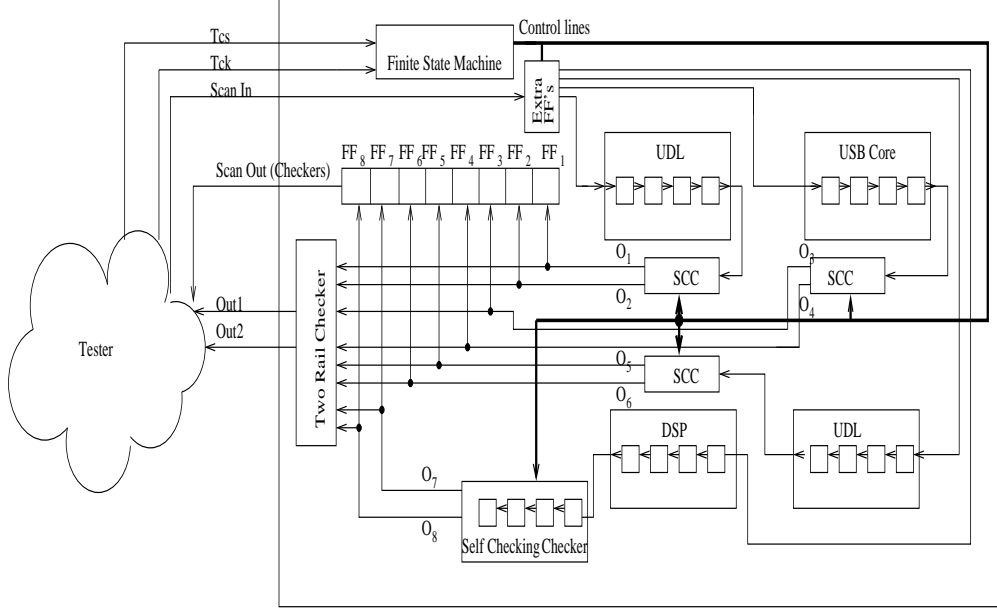 Tcs
Control lines
Finite State Machine
Tck
Scan In
Extra
FF's
FF8 FF7 FF6 FF5 FF4 FF3 FF2 FF1
UDL
USB Core
Scan Out (Checkers)
O1
O3
SCC
SCC
O2
O4
Out1
Out2
Two Rail Checker
Tester
O5
SCC
O6
DSP
UDL
O7
O8
Self Checking Checker